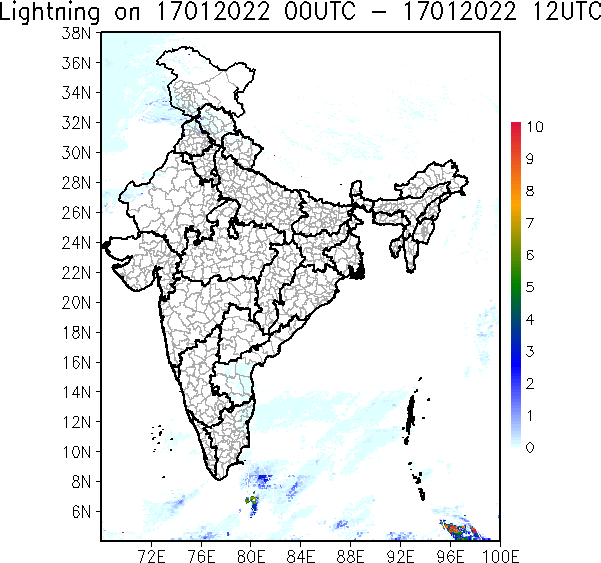 Lightning on 17012022 00UTC – 17012022 12UTC
38N
36N
34N
32N
30N
28N
26N
24N
22N
20N
18N
16N
14N
12N
10N
8N
6N
72E 76E 80E 84E 88E 92E 96E 100E
10
9
8
7
6
5
4
3
2
1
0